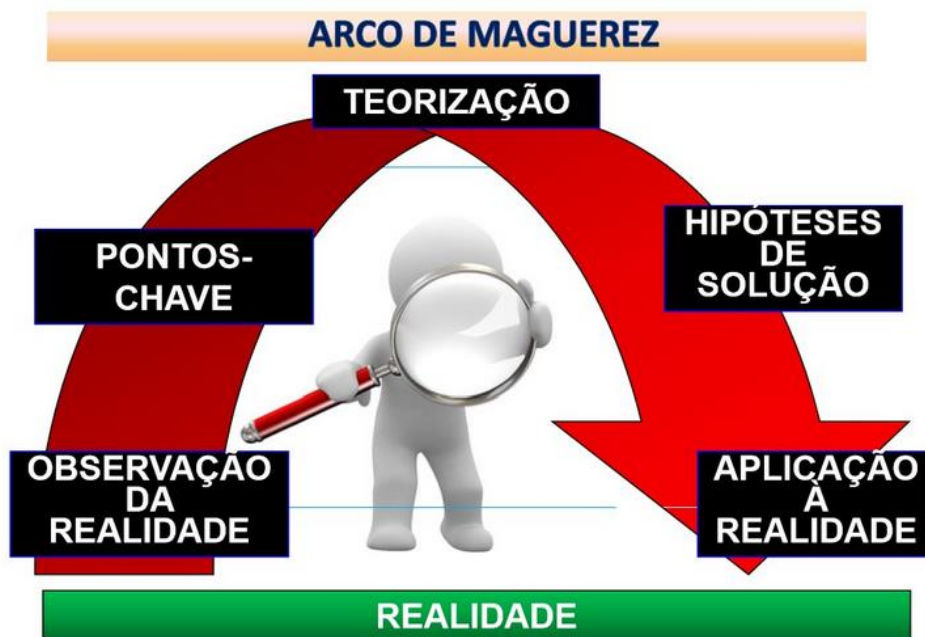 ARCO DE MAGUEREZ
TEORIZAÇÃO
PONTOS-
CHAVE
HIPÓTESES
DE
SOLUÇÃO
OBSERVAÇÃO
DA
REALIDADE
APLICAÇÃO
À
REALIDADE
REALIDADE